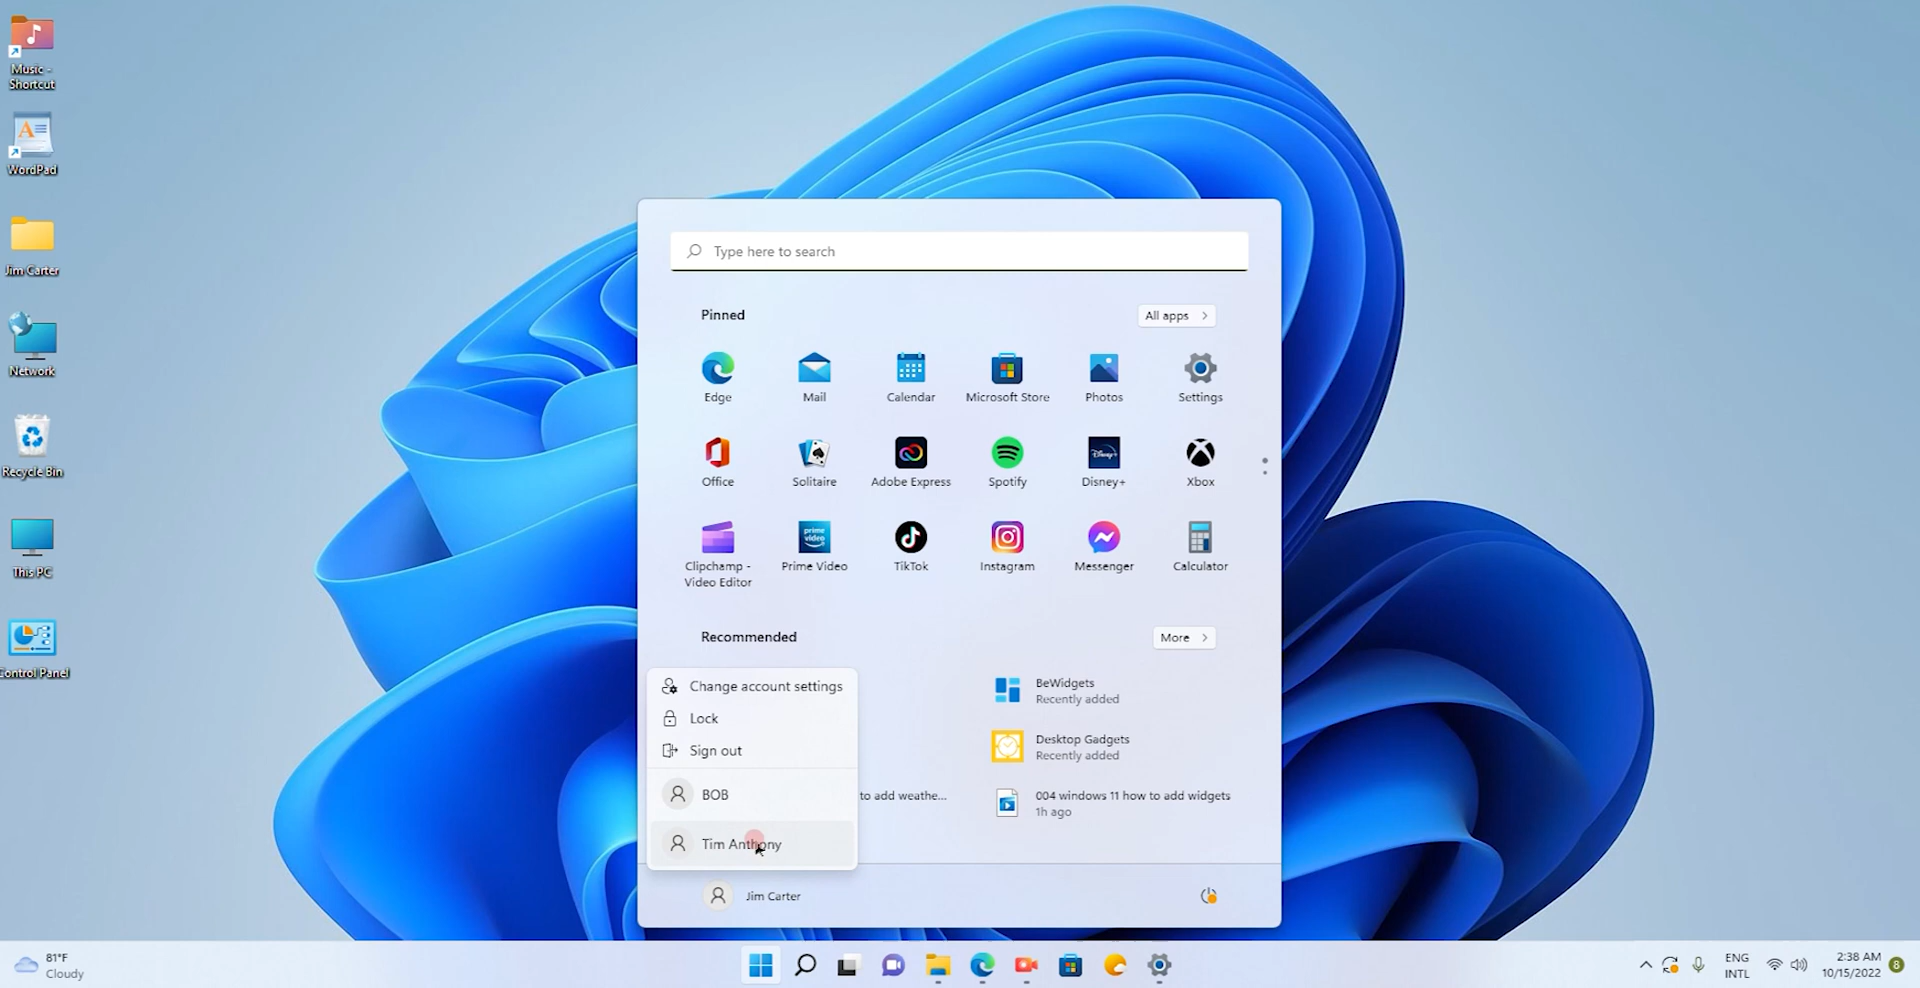 Music -
Shortcut
WordPad
Jim Carter
Network
Recycle Bin
This PC
Control Panel
Type here to search
Pinned
All apps
Edge
Mail
Calendar
Microsoft Store
Photos
Settings
Office
Solitaire
Adobe Express
Spotify
Disney+
Xbox
prime
video
Clipchamp -
Video Editor
Prime Video
TikTok
Instagram
Messenger
Calculator
Recommended
More
Change account settings
Lock
Sign out
BOB
Tim Anthony
to add weathe...
BeWidgets
Recently added
Desktop Gadgets
Recently added
004 windows 11 how to add widgets
1h ago
Jim Carter
81°F
Cloudy
ENG
INTL
2:38 AM
10/15/2022
8